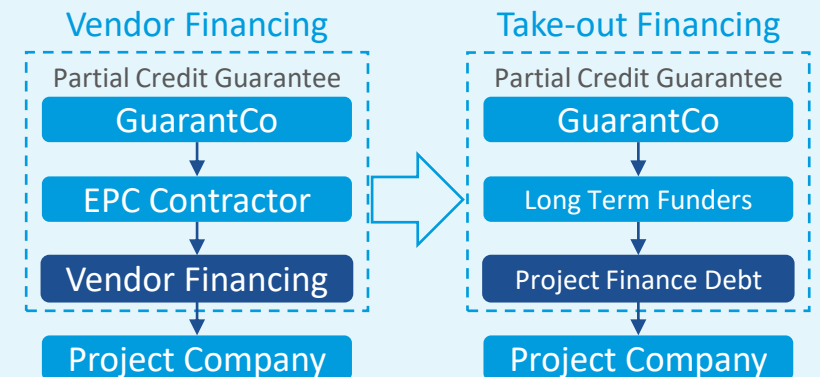 Vendor Financing
Partial Credit Guarantee
GuarantCo
EPC Contractor
Vendor Financing
Project Company
Take-out Financing
Partial Credit Guarantee
GuarantCo
Long Term Funders
Project Finance Debt
Project Company